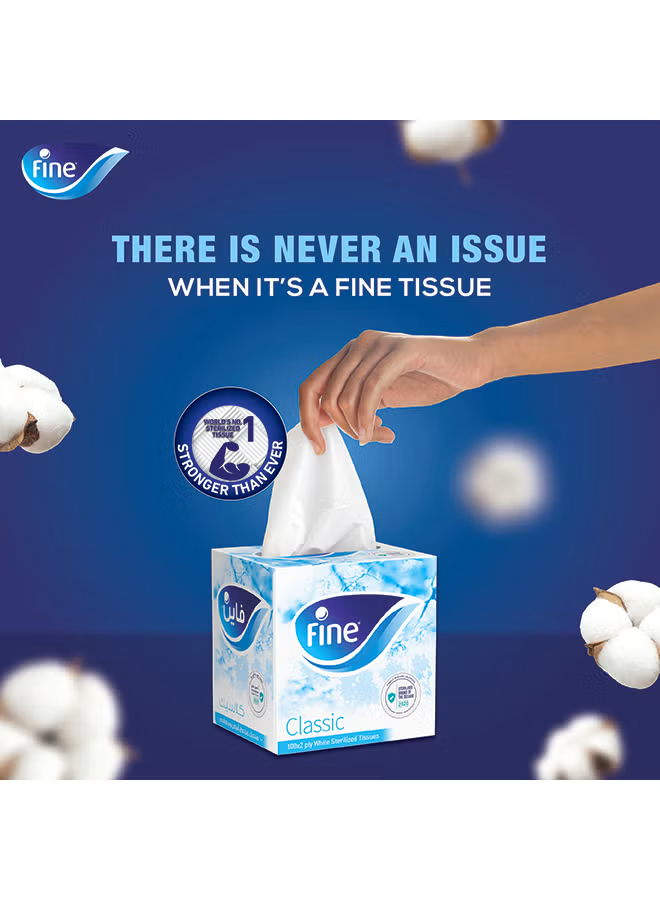 Fine
THERE IS NEVER AN ISSUE
WHEN IT'S A FINE TISSUE
WORLD'S NO. 1
STERILIZED
TISSUE
STRONGER THAN EVER
فاين
Fine
كلاسيك
Classic
100x2 ply White Sterilized Tissues